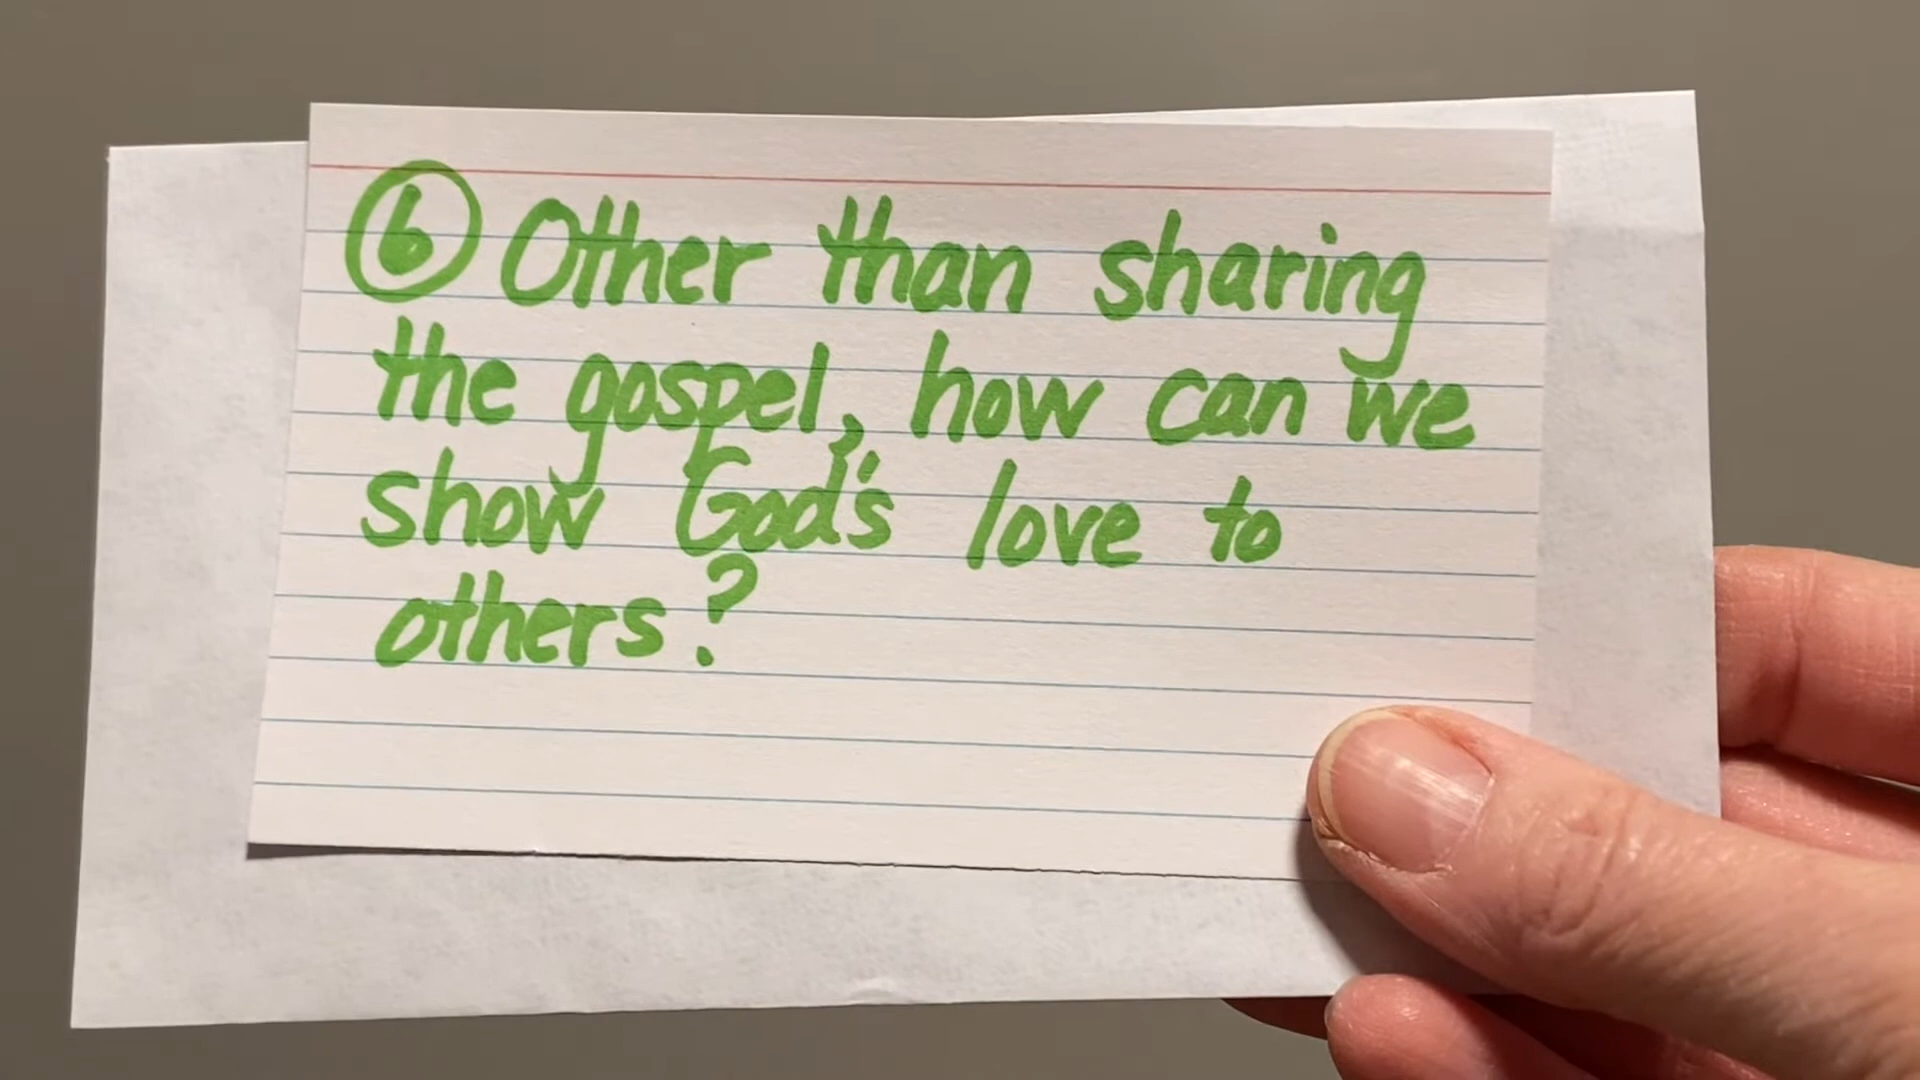 ⑥ Other than sharing
the gospel, how can we
show God's love to
others?